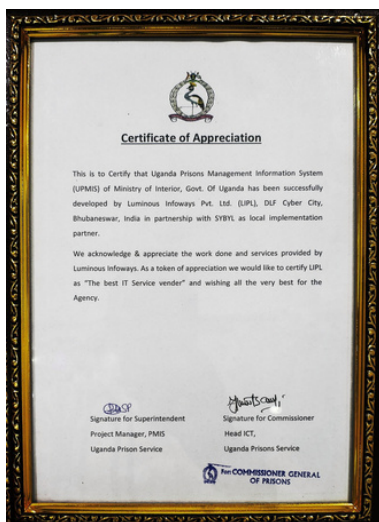 Certificate of Appreciation
This is to Certify that Uganda Prisons Management Information System
(UPMIS) of Ministry of Interior, Govt. Of Uganda has been successfully
developed by Luminous Infoways Pvt. Ltd. (LIPL), DLF Cyber City,
Bhubaneswar, India in partnership with SYBYL as local implementation
partner.
We acknowledge & appreciate the work done and services provided by
Luminous Infoways. As a token of appreciation we would like to certify LIPL
as "The best IT Service vender" and wishing all the very best for the
Agency.
Signature for Superintendent
Signature for Commissioner
Project Manager, PMIS
Head ICT,
Uganda Prison Service
Uganda Prisons Service
For: COMMISSIONER GENERAL
OF PRISONS